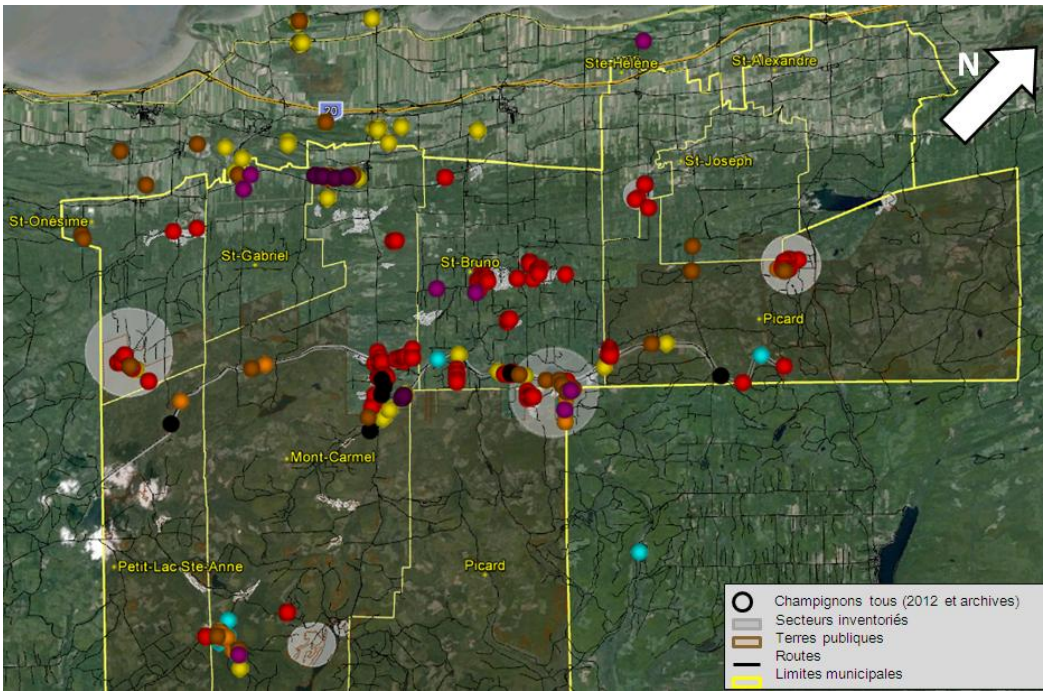 Ste-Hélène
St-Alexandre
N
20
St-Joseph
St-Onésime
St-Gabriel
St-Bruno
Picard
Mont-Carmel
Petit-Lac Ste-Anne
Picard
Champignons tous (2012 et archives)
Secteurs inventoriés
Terres publiques
Routes
Limites municipales